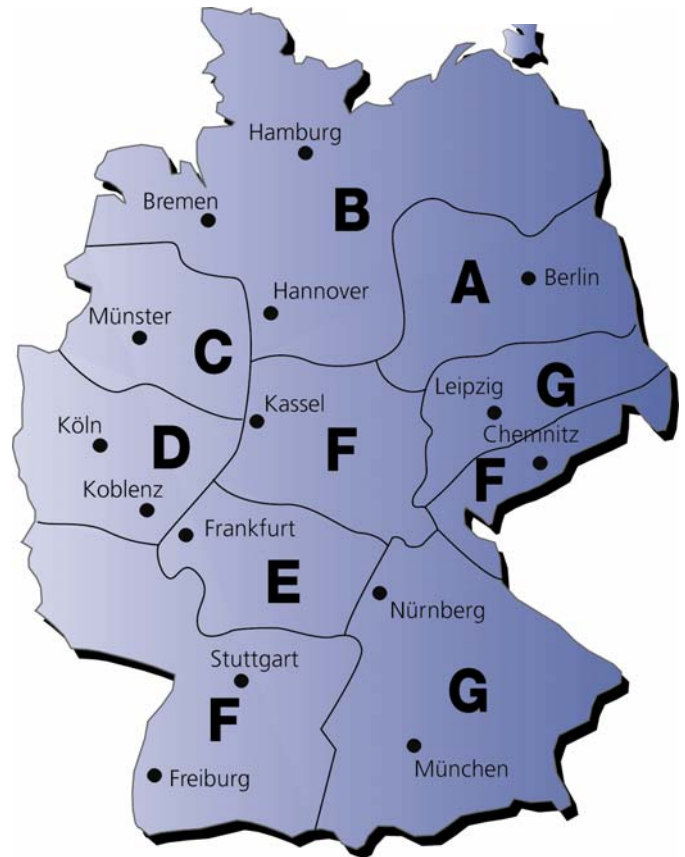 Hamburg
Bremen
B
A
Berlin
Hannover
Münster
C
G
Leipzig
Kassel
Köln
D
F
Chemnitz
F
Koblenz
Frankfurt
E
Nürnberg
Stuttgart
G
F
München
Freiburg